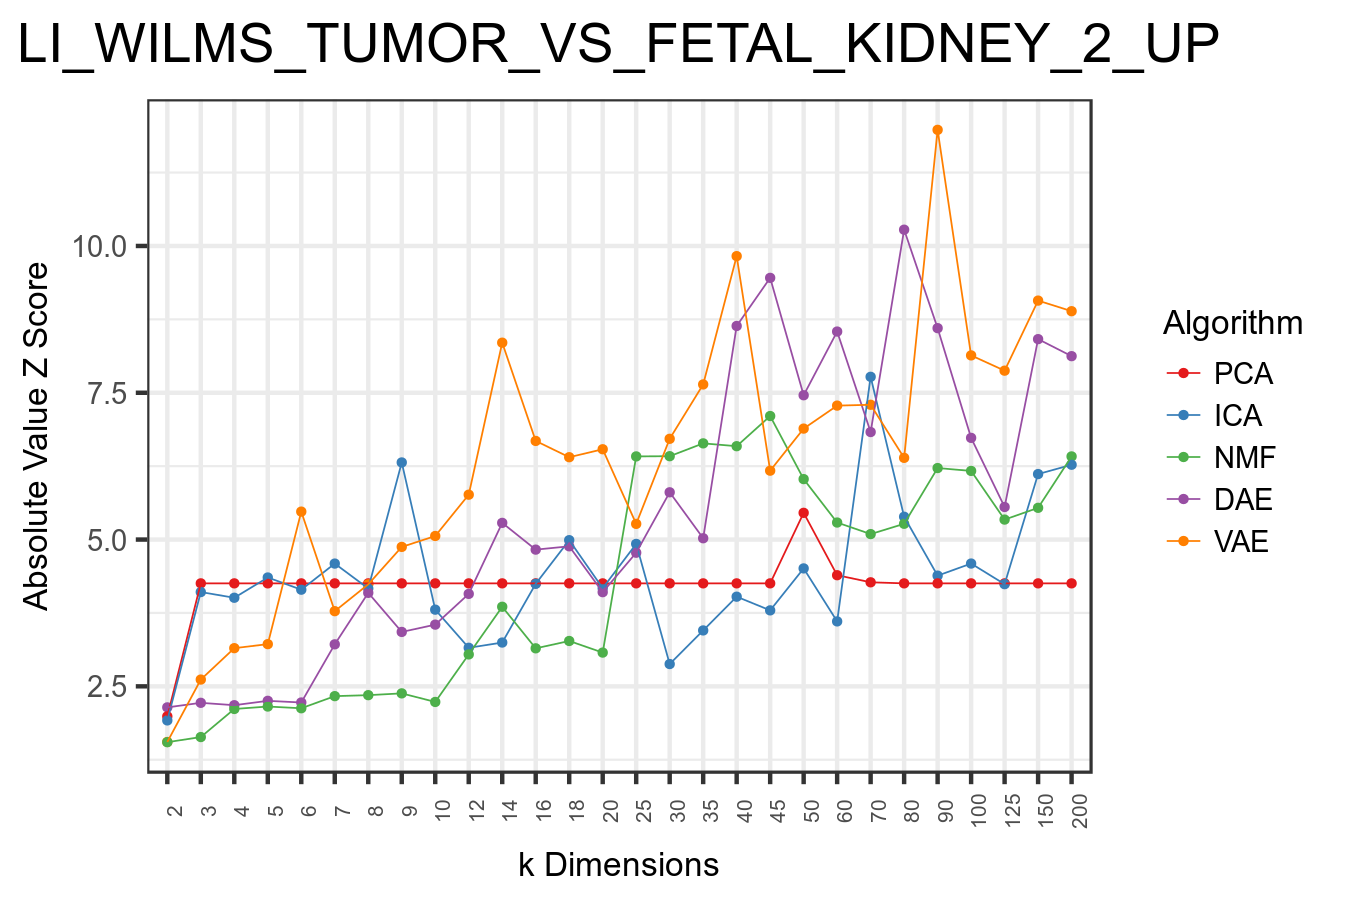 LI_WILMS_TUMOR_VS_FETAL_KIDNEY_2_UP
Absolute Value Z Score
10.0
7.5
5.0
2.5
2 3 4 5 6 7 8 9 10 12 14 16 18 20 25 30 35 40 45 50 60 70 80 90 100 125 150 200
k Dimensions
Algorithm
PCA
ICA
NMF
DAE
VAE